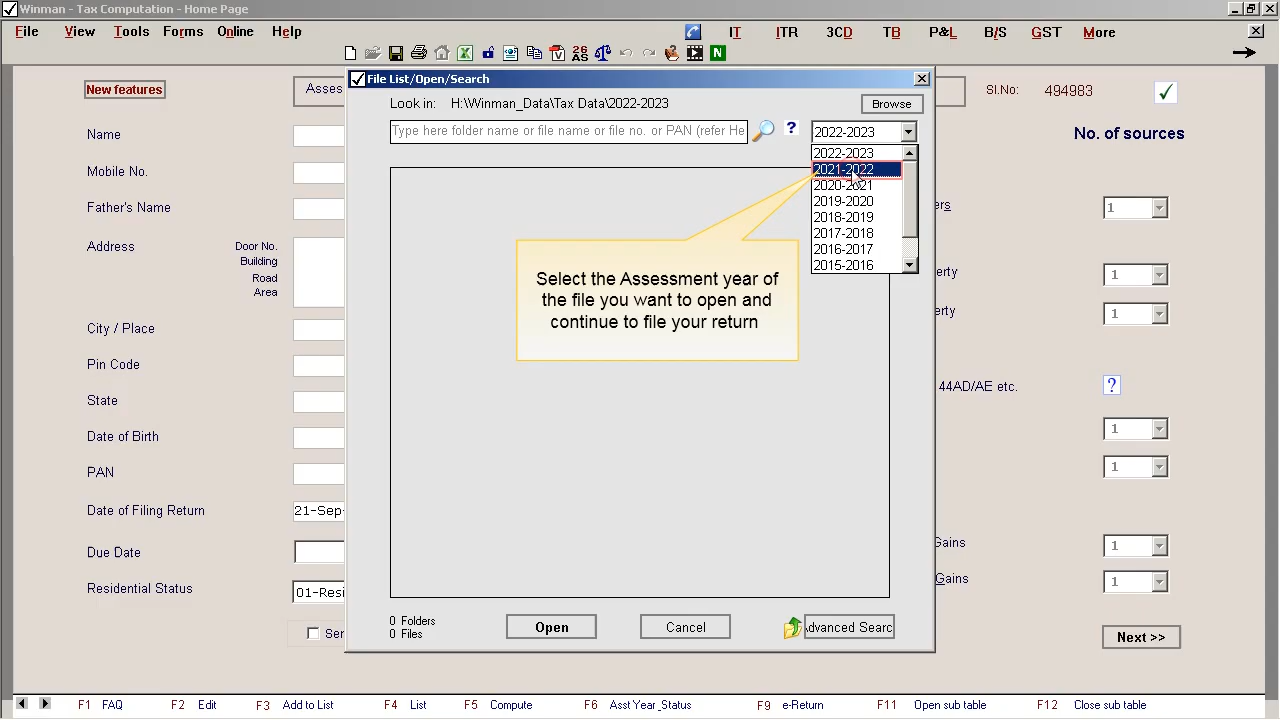 Winman - Tax Computation - Home Page
File View Tools Forms Online Help IT ITR 3CD TB P&L B/S GST More
26 AS N
New features
Asses
Sl.No: 494983
No. of sources
Name
Mobile No.
Father's Name
Address
Door No.
Building
Road
Area
City / Place
Pin Code
State
Date of Birth
PAN
Date of Filing Return 21-Sep-
Due Date
Residential Status 01-Resi
Ser
File List/Open/Search
Look in: H:\Winman_Data\Tax Data\2022-2023 Browse
Type here folder name or file name or file no. or PAN (refer He ? 2022-2023
2022-2023
2021-2022
2020-2021
2019-2020
2018-2019
2017-2018
2016-2017
2015-2016
Select the Assessment year of
the file you want to open and
continue to file your return
0 Folders
0 Files
Open Cancel Advanced Searc
ers 1
perty 1
perty 1
44AD/AE etc. ?
1
1
Gains 1
Gains 1
Next >>
F1 FAQ F2 Edit F3 Add to List F4 List F5 Compute F6 Asst Year_Status F9 e-Return F11 Open sub table F12 Close sub table